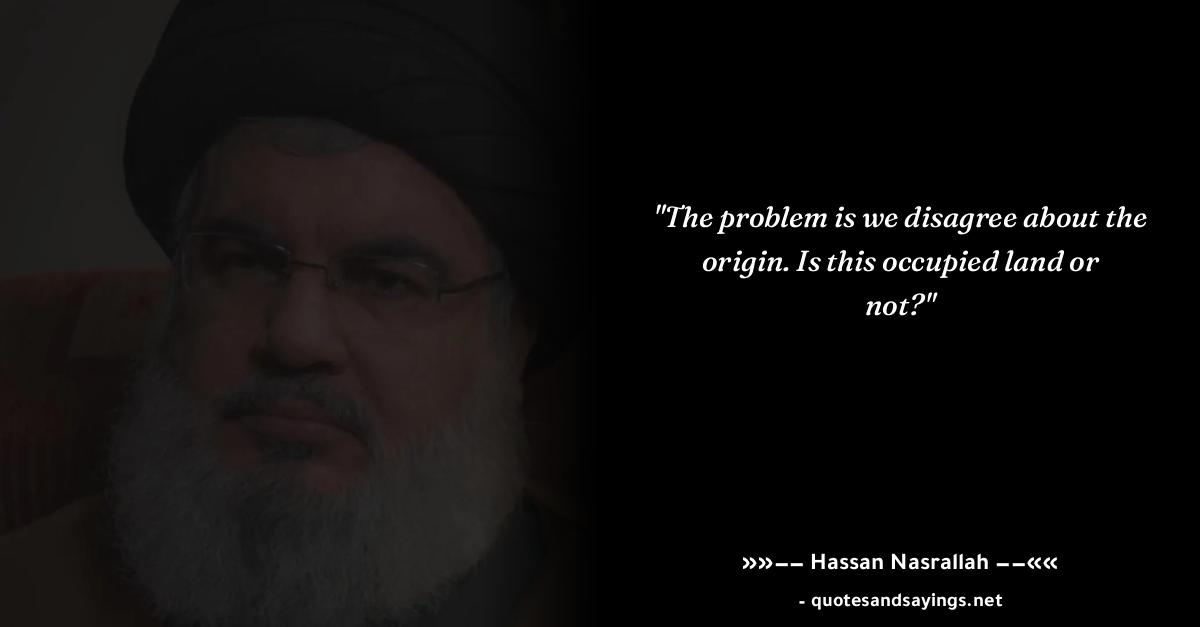 "The problem is we disagree about the
origin. Is this occupied land or
not?"
»»–– Hassan Nasrallah ––««
- quotesandsayings.net